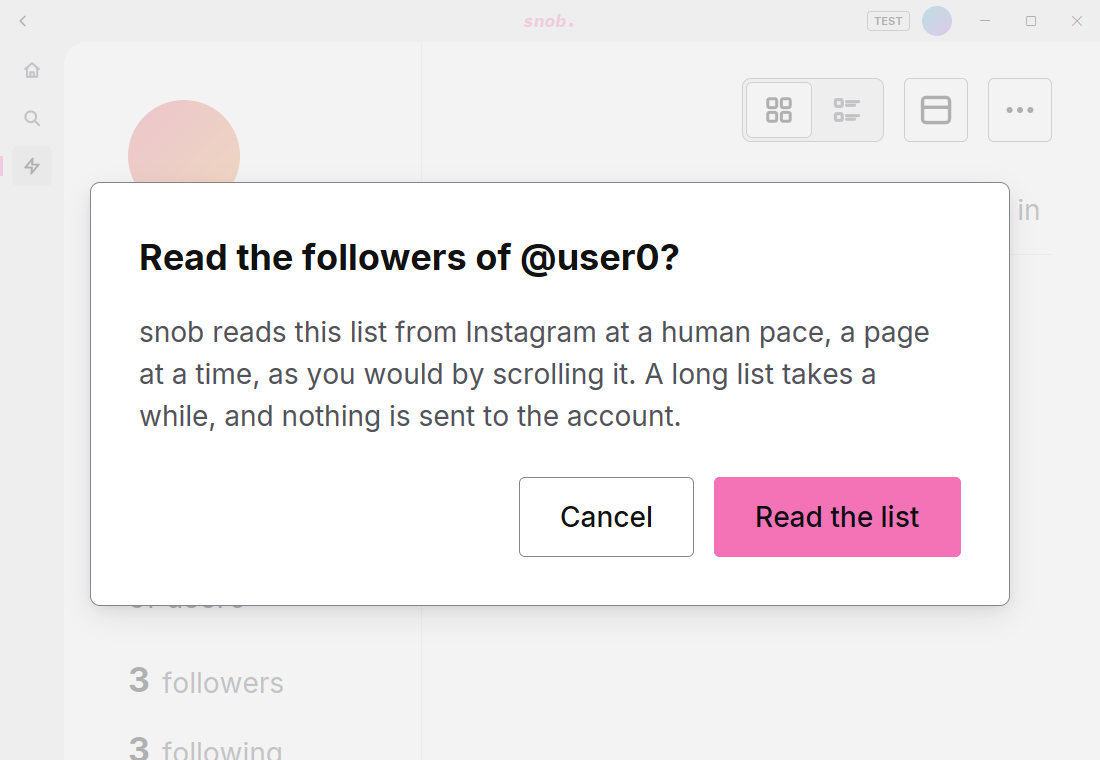 snob.
TEST
in
Read the followers of @user0?
snob reads this list from Instagram at a human pace, a page
at a time, as you would by scrolling it. A long list takes a
while, and nothing is sent to the account.
Cancel
Read the list
3 followers
3 following